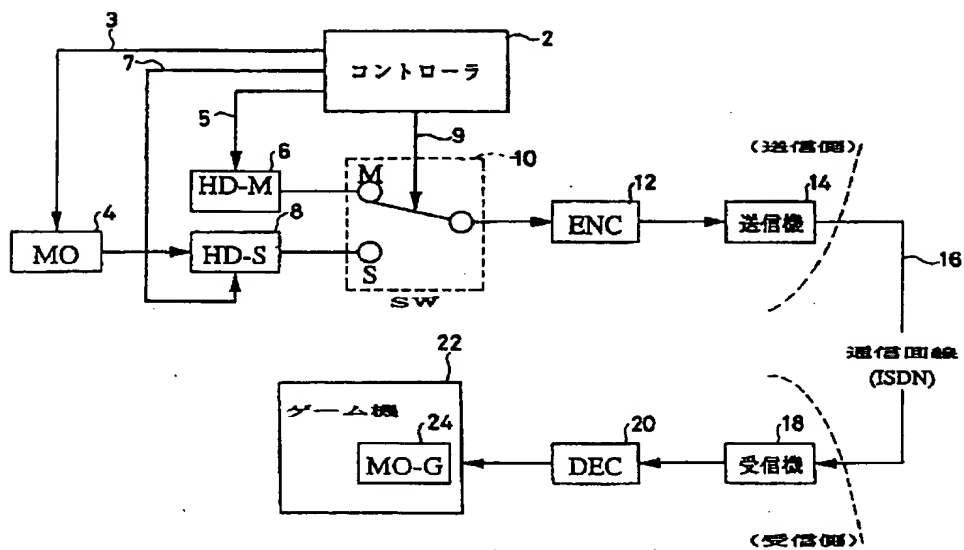 3
2
コントローラ
7
5
9
6
HD-M
M
10
(送信側)
12
ENC
14
送信機
4
MO
8
HD-S
S
SW
16
通信回線
(ISDN)
22
ゲーム機
24
MO-G
20
DEC
18
受信機
(受信側)